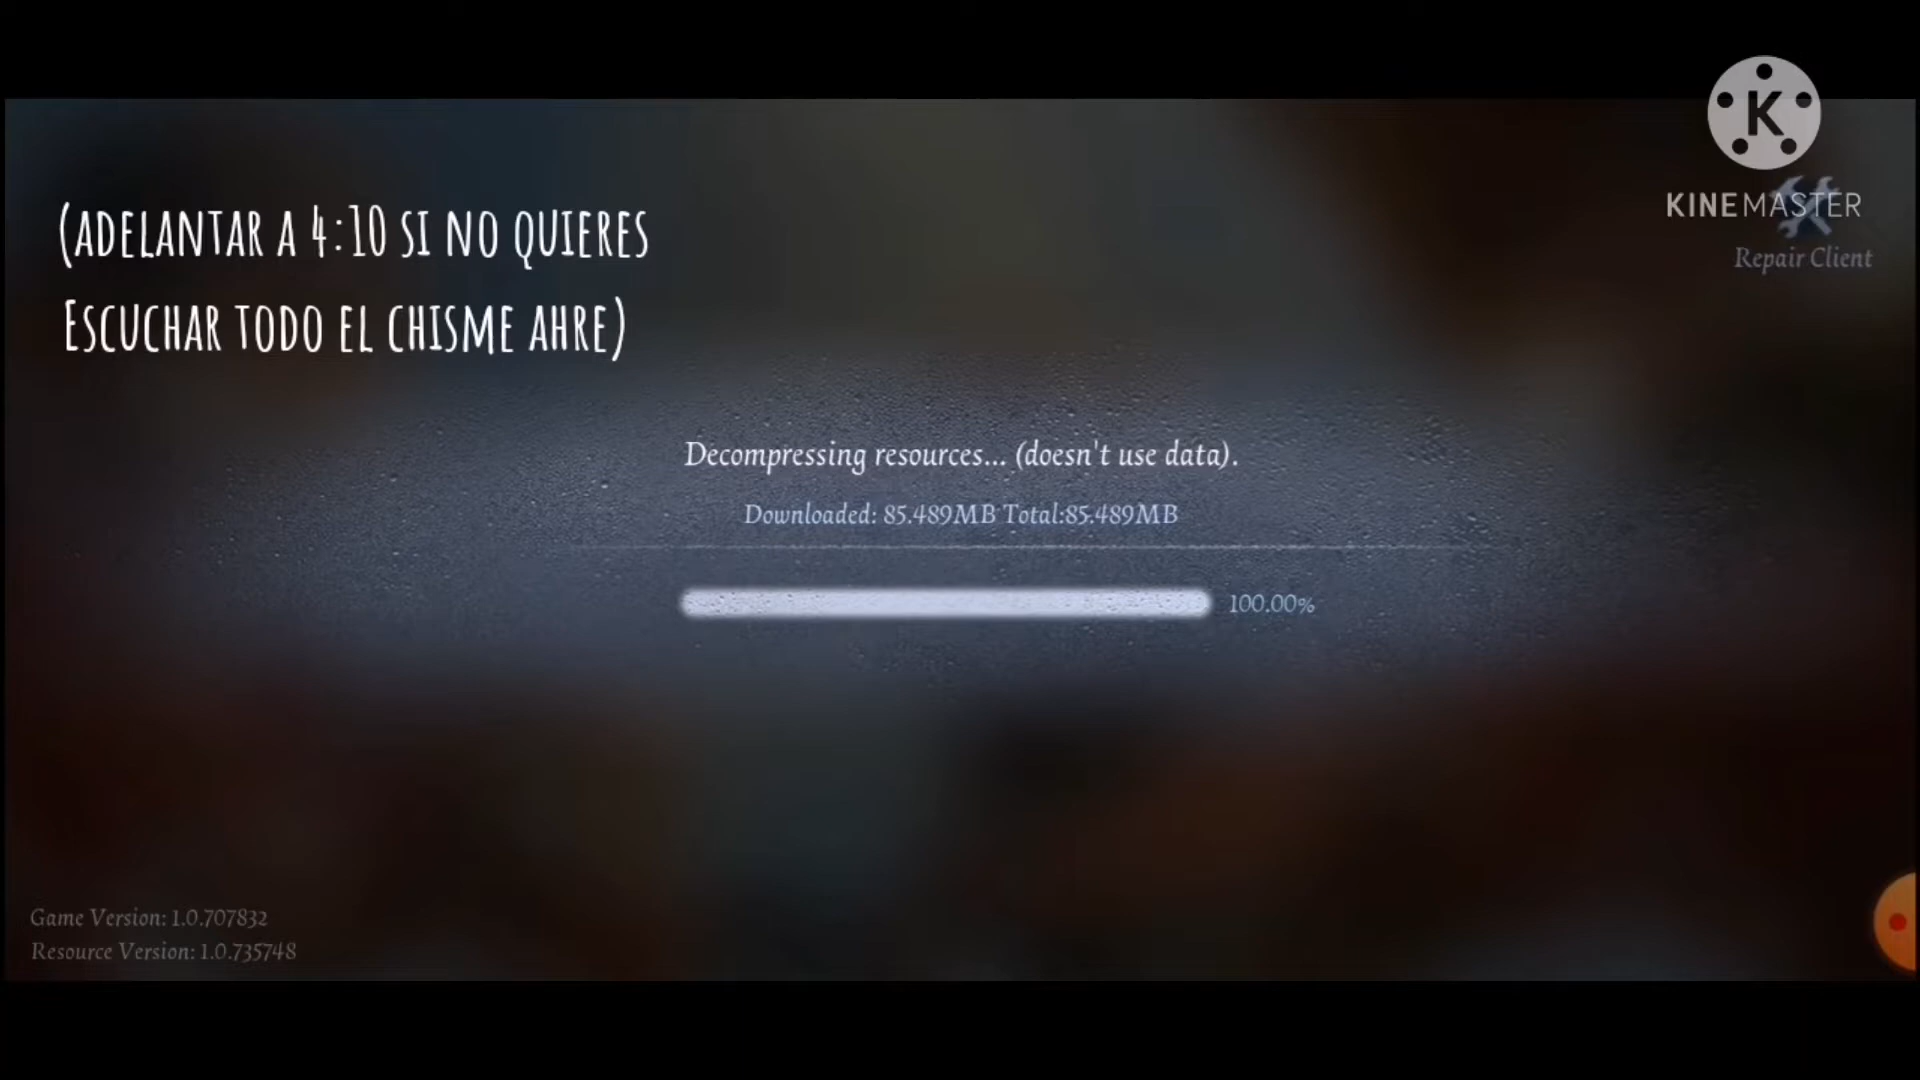 K
KINEMASTER
Repair Client
(ADELANTAR A 4:10 SI NO QUIERES
ESCUCHAR TODO EL CHISME AHRE)
Decompressing resources... (doesn't use data).
Downloaded: 85.489MB Total:85.489MB
100.00%
Game Version: 1.0.707832
Resource Version: 1.0.735748